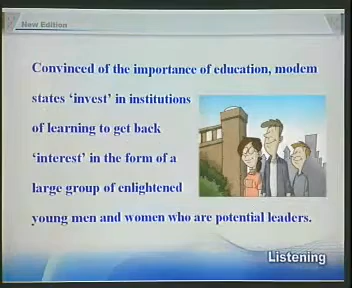 New Edition
Convinced of the importance of education, modem
states 'invest' in institutions
of learning to get back
'interest' in the form of a
large group of enlightened
young men and women who are potential leaders.
Listening